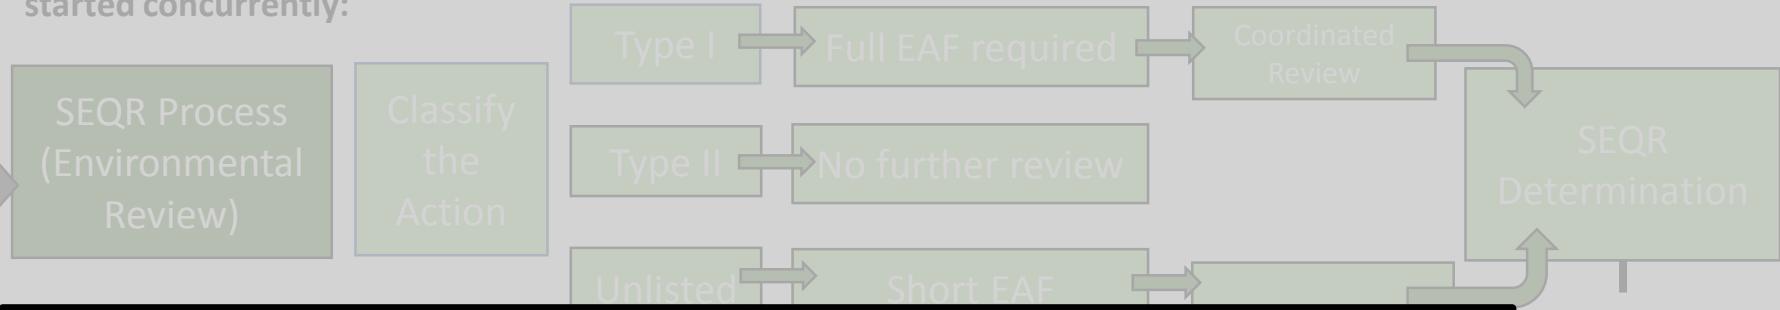 started concurrently:
SEQR Process
(Environmental
Review)
Classify
the
Action
Type I
Full EAF required
Coordinated
Review
Type II
No further review
Unlisted
Short EAF
SEQR
Determination